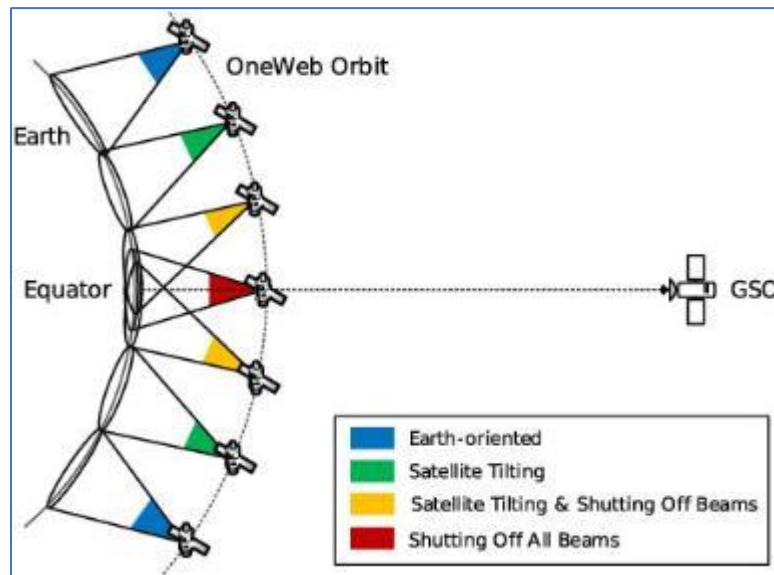 OneWeb Orbit
Earth
Equator
GSO
Earth-oriented
Satellite Tilting
Satellite Tilting & Shutting Off Beams
Shutting Off All Beams